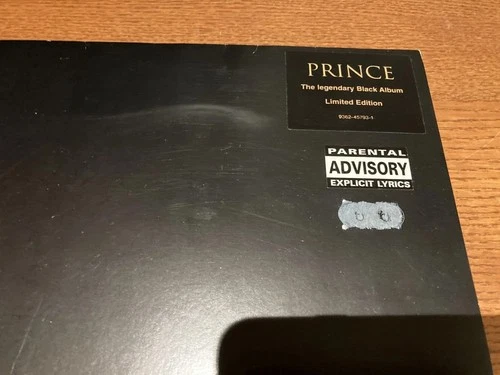 PRINCE
The legendary Black Album
Limited Edition
9362-45793-1
PARENTAL
ADVISORY
EXPLICIT LYRICS